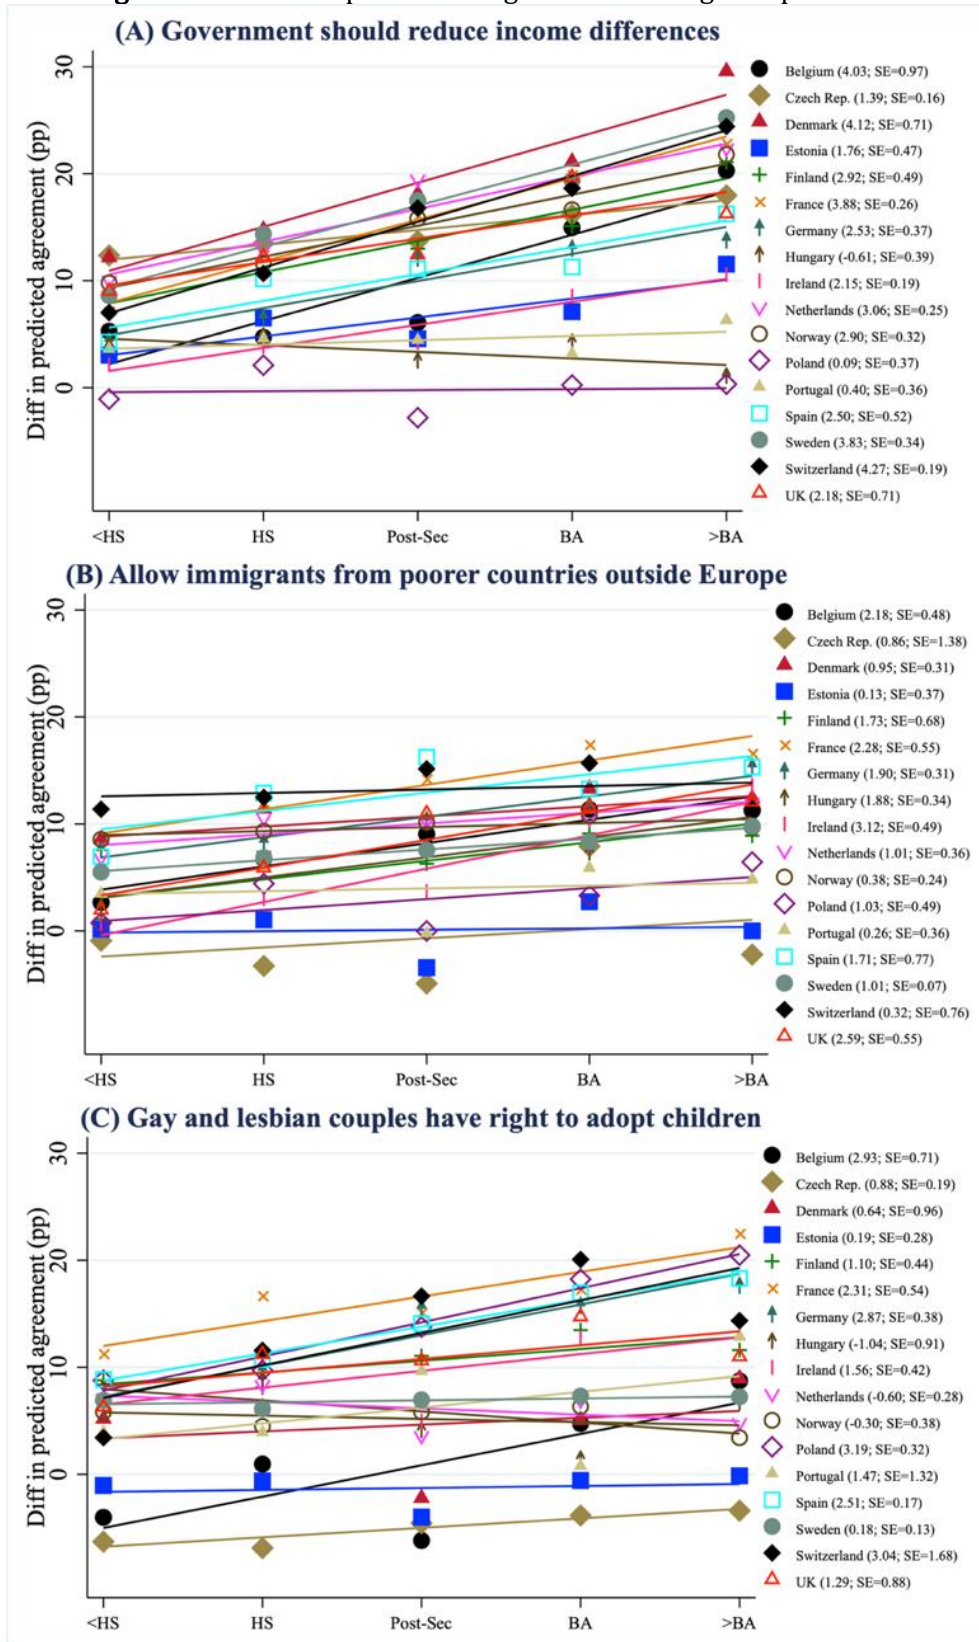 (A) Government should reduce income differences
Diff in predicted agreement (pp)
30
20
10
0
<HS
HS
Post-Sec
BA
>BA
Belgium (4.03; SE=0.97)
Czech Rep. (1.39; SE=0.16)
Denmark (4.12; SE=0.71)
Estonia (1.76; SE=0.47)
Finland (2.92; SE=0.49)
France (3.88; SE=0.26)
Germany (2.53; SE=0.37)
Hungary (-0.61; SE=0.39)
Ireland (2.15; SE=0.19)
Netherlands (3.06; SE=0.25)
Norway (2.90; SE=0.32)
Poland (0.09; SE=0.37)
Portugal (0.40; SE=0.36)
Spain (2.50; SE=0.52)
Sweden (3.83; SE=0.34)
Switzerland (4.27; SE=0.19)
UK (2.18; SE=0.71)
(B) Allow immigrants from poorer countries outside Europe
Diff in predicted agreement (pp)
30
20
10
0
<HS
HS
Post-Sec
BA
>BA
Belgium (2.18; SE=0.48)
Czech Rep. (0.86; SE=1.38)
Denmark (0.95; SE=0.31)
Estonia (0.13; SE=0.37)
Finland (1.73; SE=0.68)
France (2.28; SE=0.55)
Germany (1.90; SE=0.31)
Hungary (1.88; SE=0.34)
Ireland (3.12; SE=0.49)
Netherlands (1.01; SE=0.36)
Norway (0.38; SE=0.24)
Poland (1.03; SE=0.49)
Portugal (0.26; SE=0.36)
Spain (1.71; SE=0.77)
Sweden (1.01; SE=0.07)
Switzerland (0.32; SE=0.76)
UK (2.59; SE=0.55)
(C) Gay and lesbian couples have right to adopt children
Diff in predicted agreement (pp)
30
20
10
0
<HS
HS
Post-Sec
BA
>BA
Belgium (2.93; SE=0.71)
Czech Rep. (0.88; SE=0.19)
Denmark (0.64; SE=0.96)
Estonia (0.19; SE=0.28)
Finland (1.10; SE=0.44)
France (2.31; SE=0.54)
Germany (2.87; SE=0.38)
Hungary (-1.04; SE=0.91)
Ireland (1.56; SE=0.42)
Netherlands (-0.60; SE=0.28)
Norway (-0.30; SE=0.38)
Poland (3.19; SE=0.32)
Portugal (1.47; SE=1.32)
Spain (2.51; SE=0.17)
Sweden (0.18; SE=0.13)
Switzerland (3.04; SE=1.68)
UK (1.29; SE=0.88)